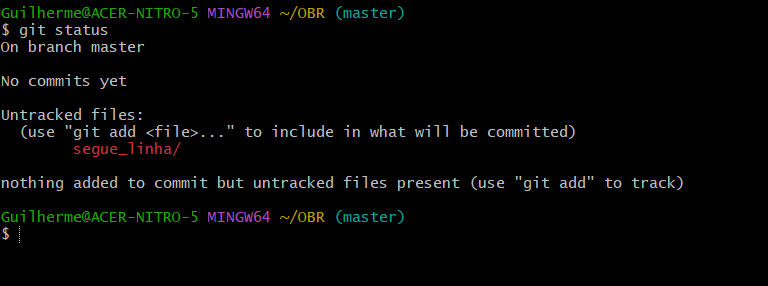 Guilherme@ACER-NITRO-5 MINGW64 ~/OBR (master)
$ git status
On branch master
No commits yet
Untracked files:
  (use "git add <file>..." to include in what will be committed)
        segue_linha/
nothing added to commit but untracked files present (use "git add" to track)
Guilherme@ACER-NITRO-5 MINGW64 ~/OBR (master)
$